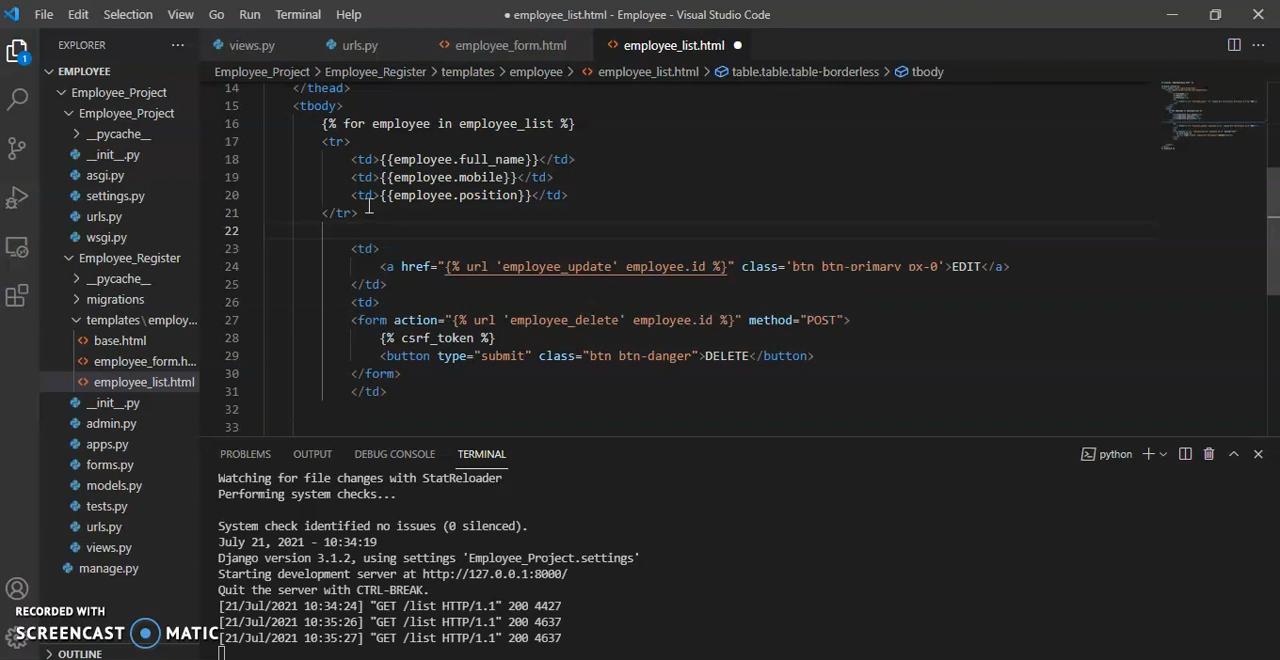 File Edit Selection View Go Run Terminal Help
● employee_list.html - Employee - Visual Studio Code
1
EXPLORER
views.py urls.py employee_form.html employee_list.html
Employee_Project > Employee_Register > templates > employee > employee_list.html > table.table.table-borderless > tbody
EMPLOYEE
Employee_Project
Employee_Project
__pycache__
__init__.py
asgi.py
settings.py
urls.py
wsgi.py
Employee_Register
__pycache__
migrations
templates\employ...
base.html
employee_form.h...
employee_list.html
__init__.py
admin.py
apps.py
forms.py
models.py
tests.py
urls.py
views.py
manage.py
OUTLINE
14 </thead>
15 <tbody>
16 {% for employee in employee_list %}
17 <tr>
18 <td>{{employee.full_name}}</td>
19 <td>{{employee.mobile}}</td>
20 <td>{{employee.position}}</td>
21 </tr>
22
23 <td>
24 <a href="{% url 'employee_update' employee.id %}" class='btn btn-primary px-0'>EDIT</a>
25 </td>
26 <td>
27 <form action="{% url 'employee_delete' employee.id %}" method="POST">
28 {% csrf_token %}
29 <button type="submit" class="btn btn-danger">DELETE</button>
30 </form>
31 </td>
32
33
PROBLEMS OUTPUT DEBUG CONSOLE TERMINAL
python
Watching for file changes with StatReloader
Performing system checks...
System check identified no issues (0 silenced).
July 21, 2021 - 10:34:19
Django version 3.1.2, using settings 'Employee_Project.settings'
Starting development server at http://127.0.0.1:8000/
Quit the server with CTRL-BREAK.
[21/Jul/2021 10:34:24] "GET /list HTTP/1.1" 200 4427
[21/Jul/2021 10:35:26] "GET /list HTTP/1.1" 200 4637
[21/Jul/2021 10:35:27] "GET /list HTTP/1.1" 200 4637
RECORDED WITH
SCREENCAST MATIC